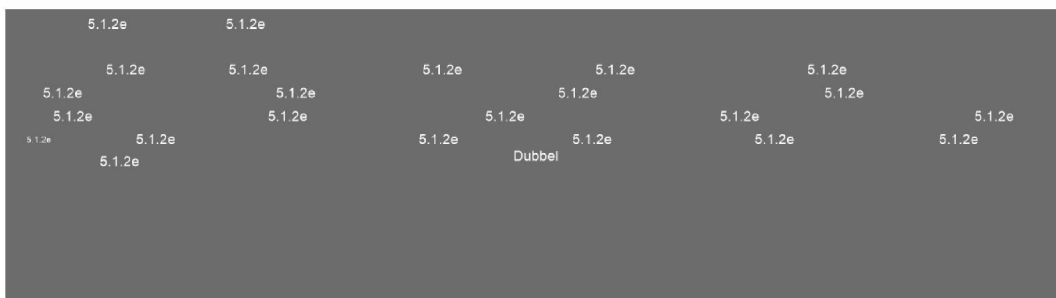 5.1.2e 5.1.2e
5.1.2e 5.1.2e 5.1.2e 5.1.2e 5.1.2e
5.1.2e 5.1.2e 5.1.2e 5.1.2e
5.1.2e 5.1.2e 5.1.2e 5.1.2e 5.1.2e
5.1.2e 5.1.2e 5.1.2e 5.1.2e 5.1.2e 5.1.2e
5.1.2e Dubbel